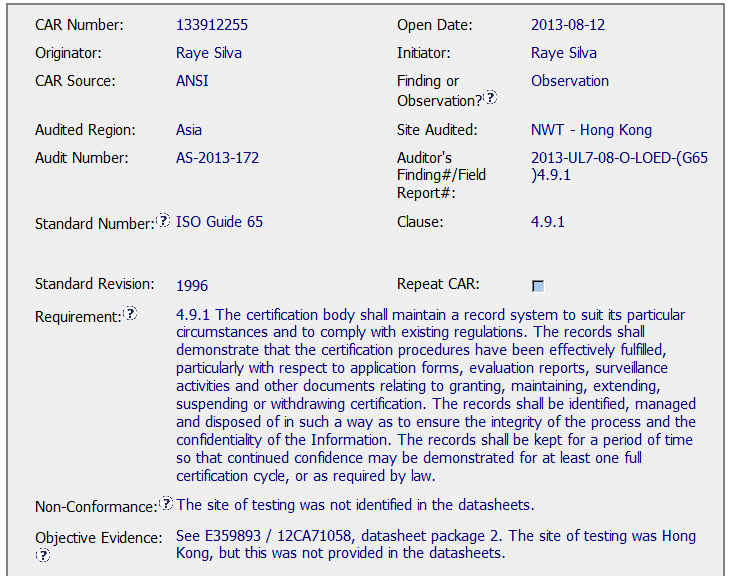 CAR Number: 133912255 Open Date: 2013-08-12
Originator: Raye Silva Initiator: Raye Silva
CAR Source: ANSI Finding or Observation
Observation??
Audited Region: Asia Site Audited: NWT - Hong Kong
Audit Number: AS-2013-172 Auditor's 2013-UL7-08-O-LOED-(G65
Finding#/Field )4.9.1
Report#:
Standard Number:? ISO Guide 65 Clause: 4.9.1
Standard Revision: 1996 Repeat CAR:
Requirement:? 4.9.1 The certification body shall maintain a record system to suit its particular
circumstances and to comply with existing regulations. The records shall
demonstrate that the certification procedures have been effectively fulfilled,
particularly with respect to application forms, evaluation reports, surveillance
activities and other documents relating to granting, maintaining, extending,
suspending or withdrawing certification. The records shall be identified, managed
and disposed of in such a way as to ensure the integrity of the process and the
confidentiality of the Information. The records shall be kept for a period of time
so that continued confidence may be demonstrated for at least one full
certification cycle, or as required by law.
Non-Conformance:? The site of testing was not identified in the datasheets.
Objective Evidence: See E359893 / 12CA71058, datasheet package 2. The site of testing was Hong
? Kong, but this was not provided in the datasheets.